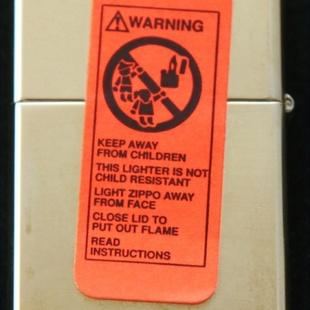 WARNING
KEEP AWAY
FROM CHILDREN
THIS LIGHTER IS NOT
CHILD RESISTANT
LIGHT ZIPPO AWAY
FROM FACE
CLOSE LID TO
PUT OUT FLAME
READ
INSTRUCTIONS